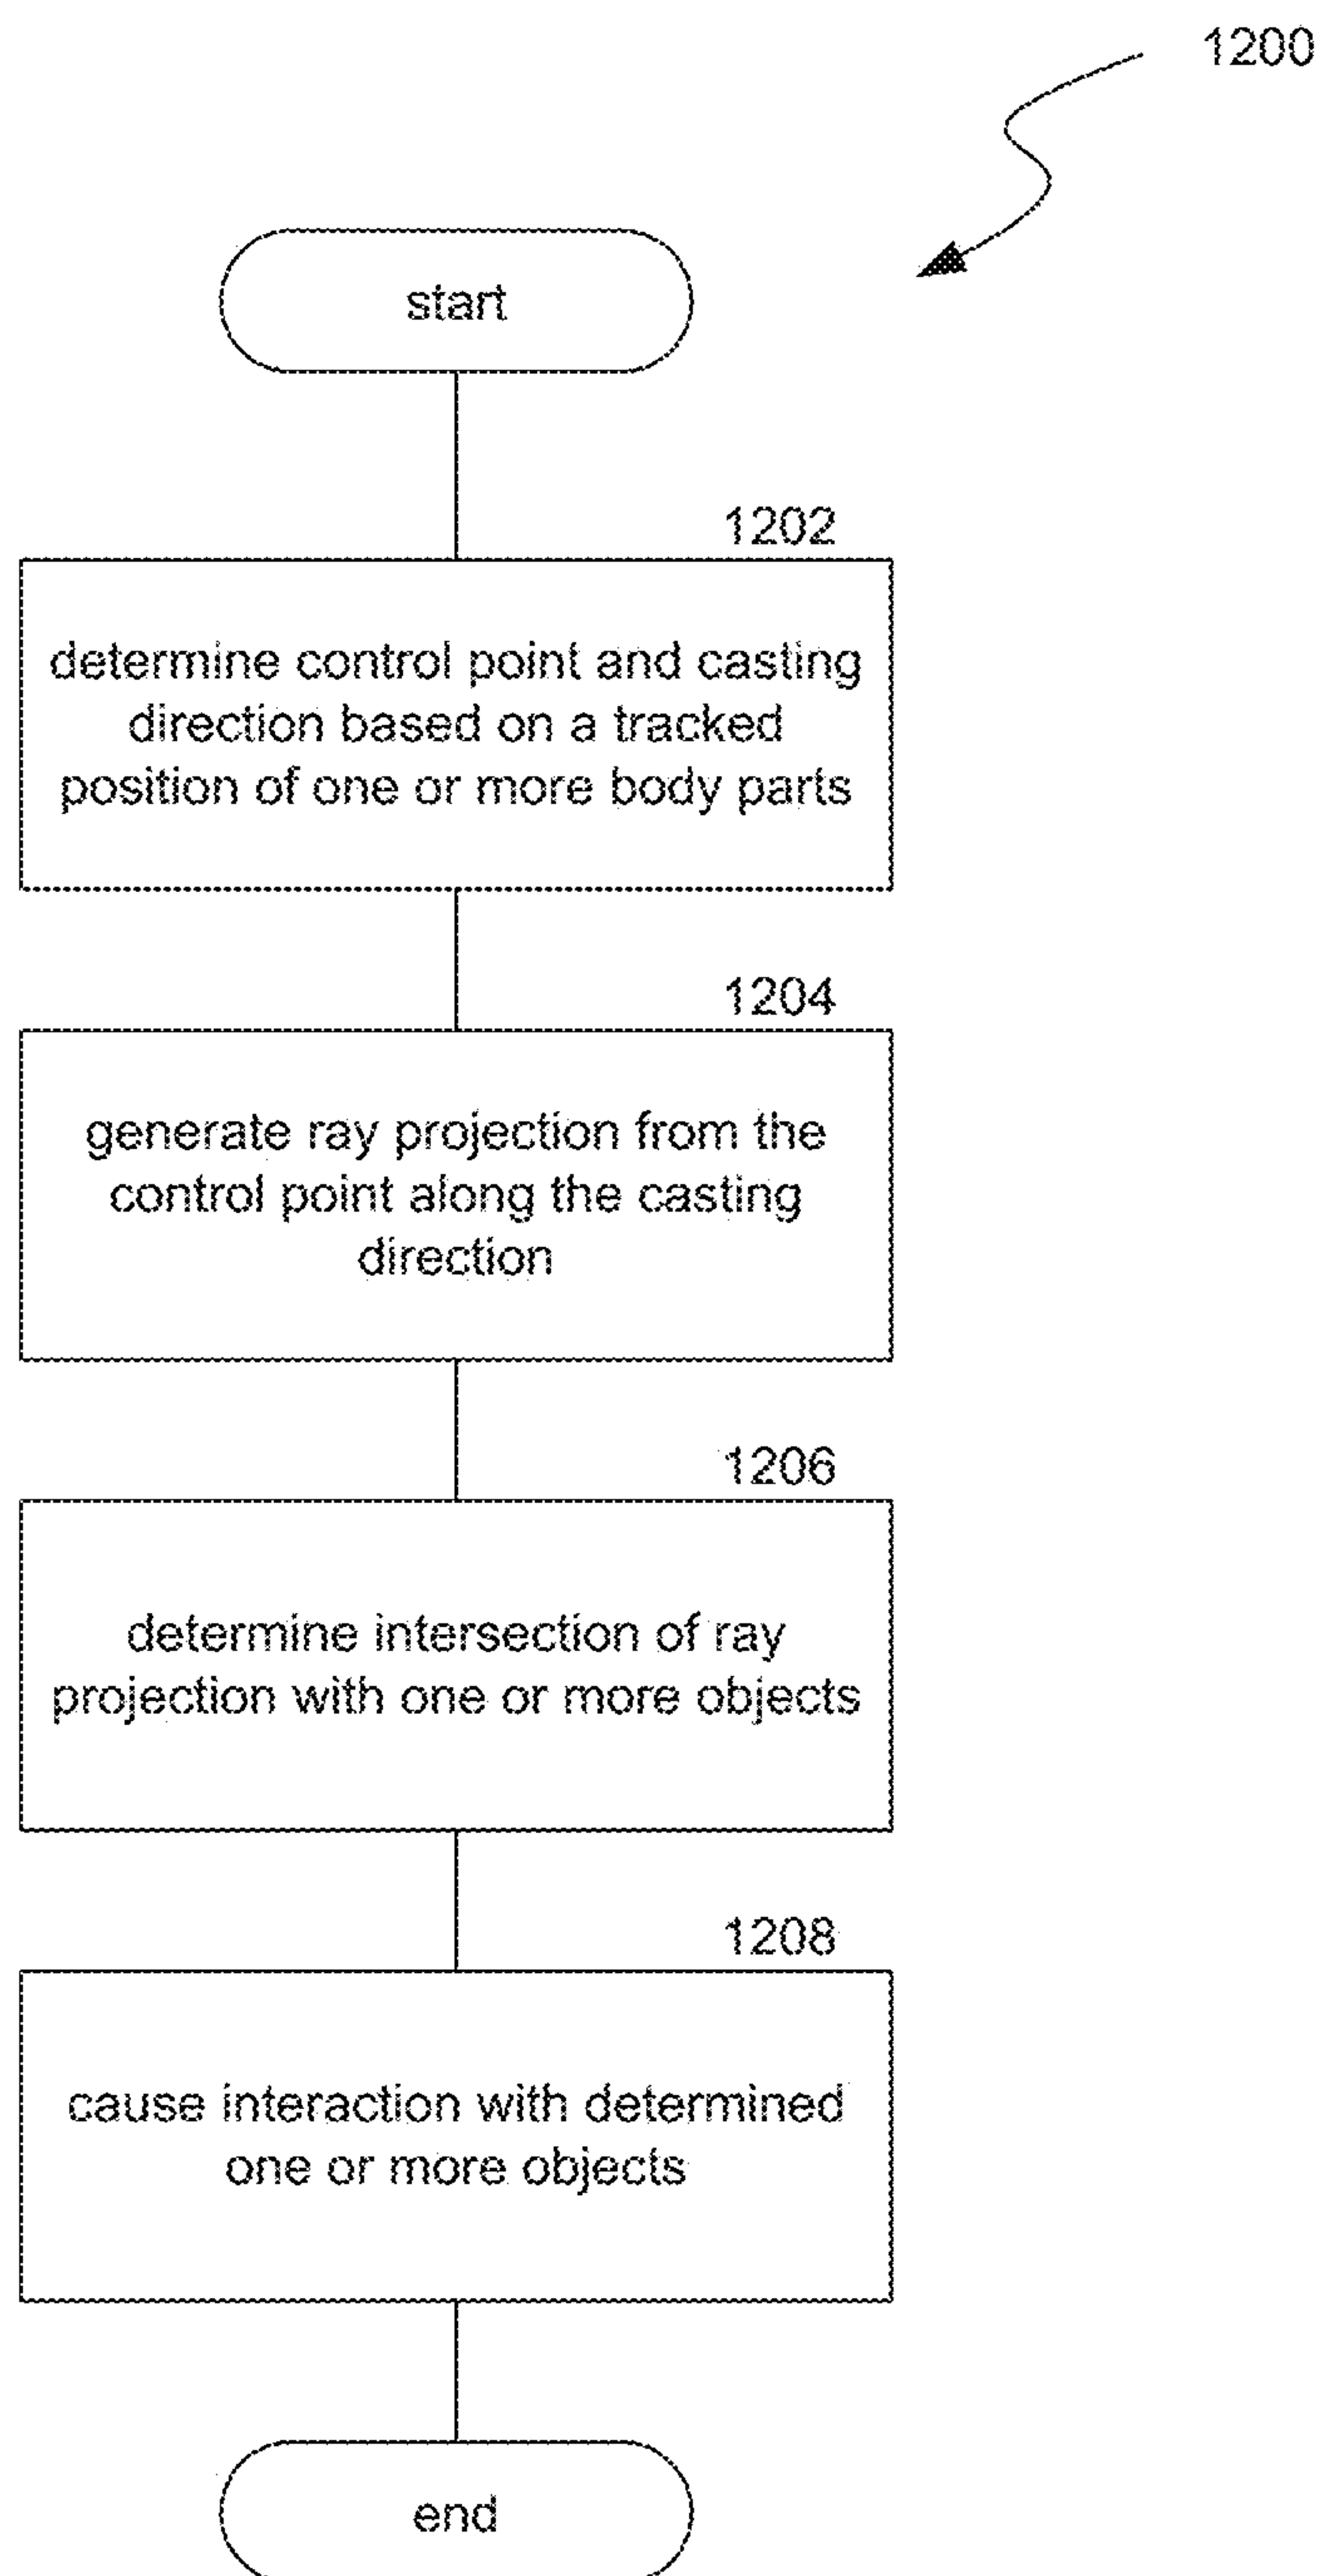 1200
start
1202
determine control point and casting
direction based on a tracked
position of one or more body parts
1204
generate ray projection from the
control point along the casting
direction
1206
determine intersection of ray
projection with one or more objects
1208
cause interaction with determined
one or more objects
end